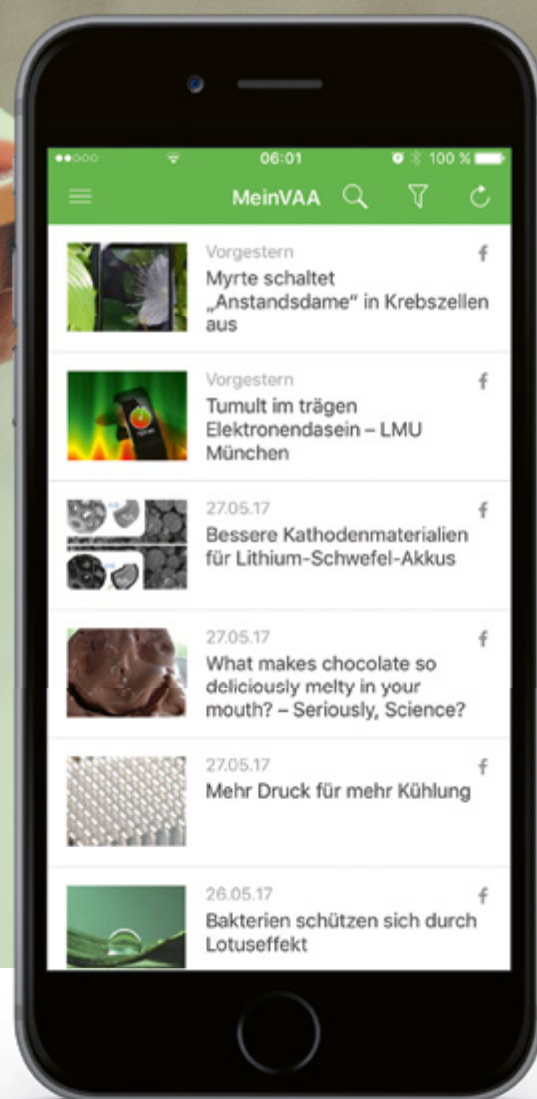 06:01
100 %
MeinVAA
Vorgestern
Myrte schaltet
„Anstandsdame“ in Krebszellen
aus
Vorgestern
Tumult im trägen
Elektronendasein – LMU
München
27.05.17
Bessere Kathodenmaterialien
für Lithium-Schwefel-Akkus
27.05.17
What makes chocolate so
deliciously melty in your
mouth? – Seriously, Science?
27.05.17
Mehr Druck für mehr Kühlung
26.05.17
Bakterien schützen sich durch
Lotuseffekt